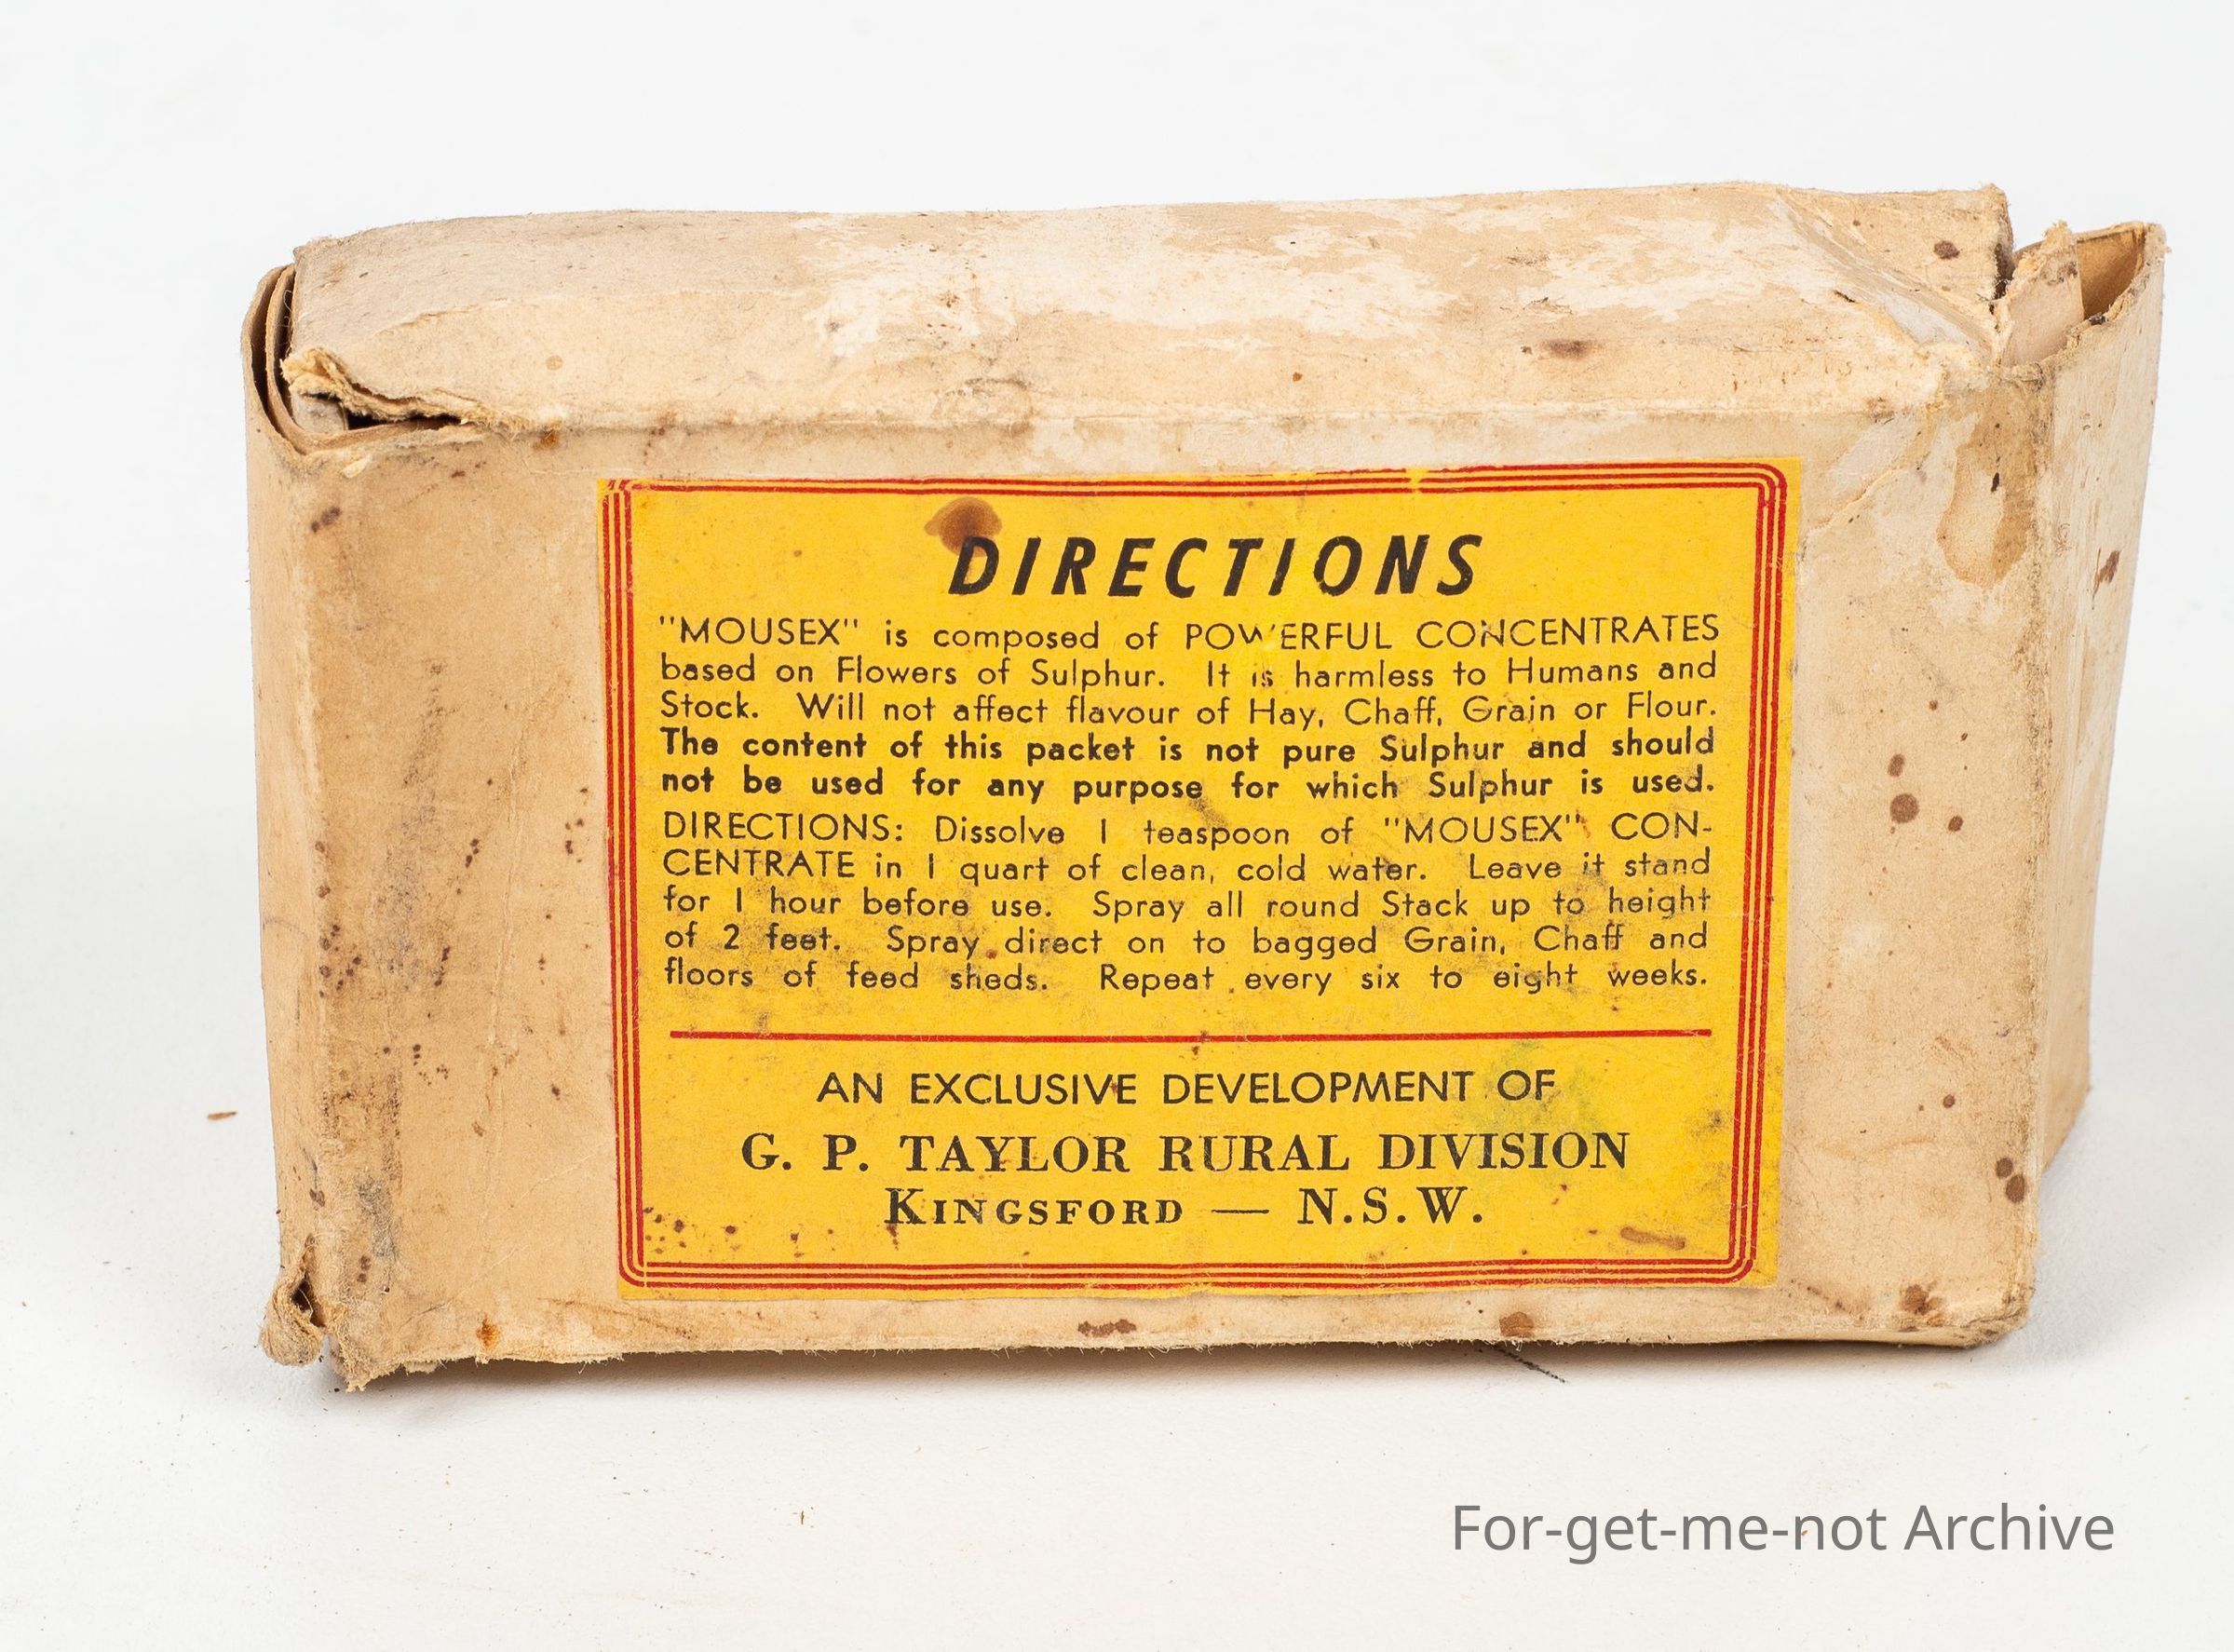 DIRECTIONS
"MOUSEX" is composed of POWERFUL CONCENTRATES
based on Flowers of Sulphur. It is harmless to Humans and
Stock. Will not affect flavour of Hay, Chaff, Grain or Flour.
The content of this packet is not pure Sulphur and should
not be used for any purpose for which Sulphur is used.
DIRECTIONS: Dissolve 1 teaspoon of "MOUSEX" CON-
CENTRATE in 1 quart of clean, cold water. Leave it stand
for 1 hour before use. Spray all round Stack up to height
of 2 feet. Spray direct on to bagged Grain, Chaff and
floors of feed sheds. Repeat every six to eight weeks.
AN EXCLUSIVE DEVELOPMENT OF
G. P. TAYLOR RURAL DIVISION
KINGSFORD — N.S.W.
For-get-me-not Archive